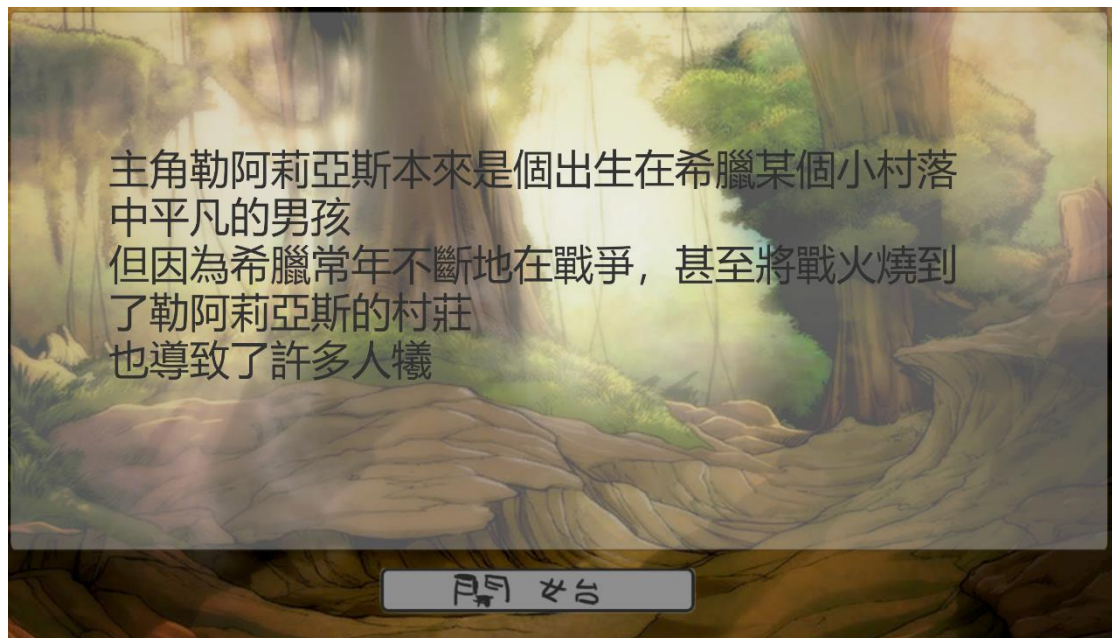 主角勒阿莉亞斯本來是個出生在希臘某個小村落
中平凡的男孩
但因為希臘常年不斷地在戰爭，甚至將戰火燒到
了勒阿莉亞斯的村莊
也導致了許多人犧
開始